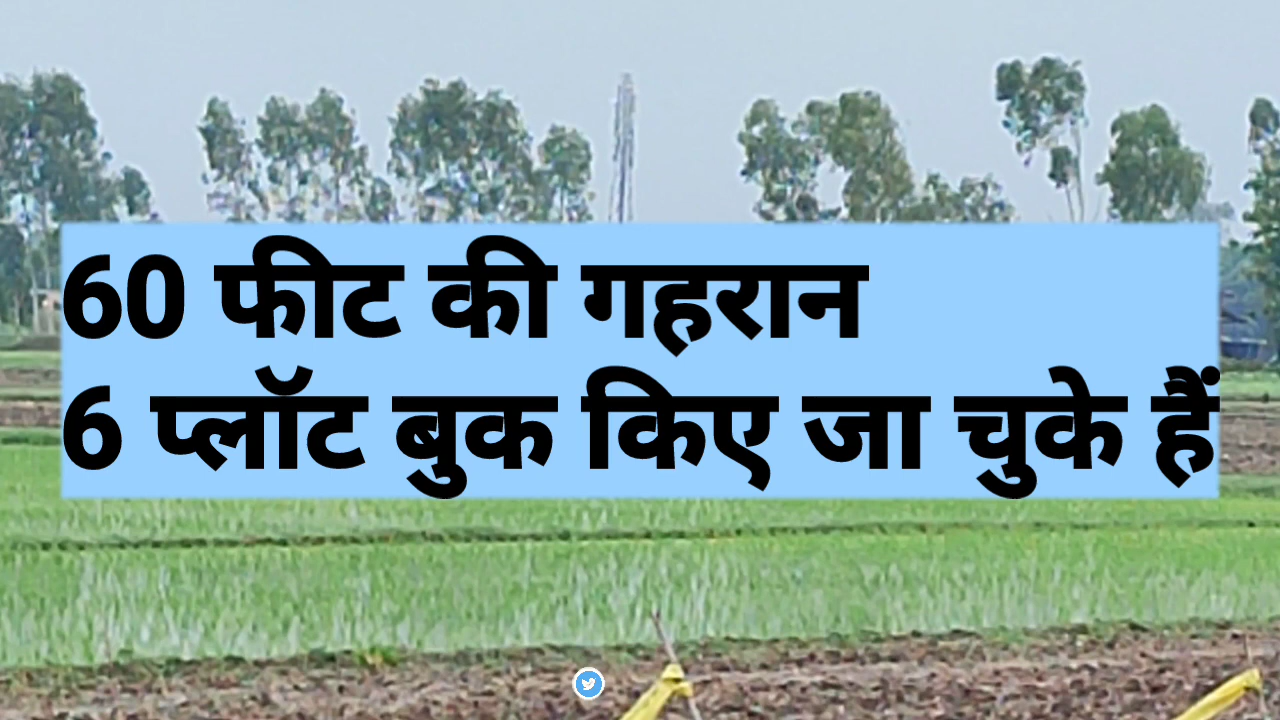 60 फीट की गहरान
6 प्लॉट बुक किए जा चुके हैं